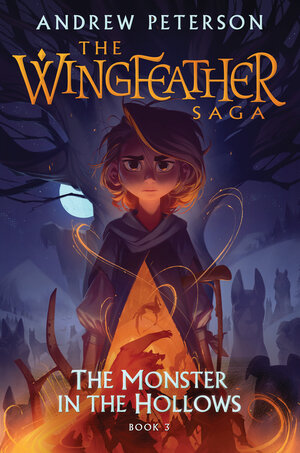 ANDREW PETERSON
THE
WINGFEATHER
SAGA
THE MONSTER
IN THE HOLLOWS
BOOK 3